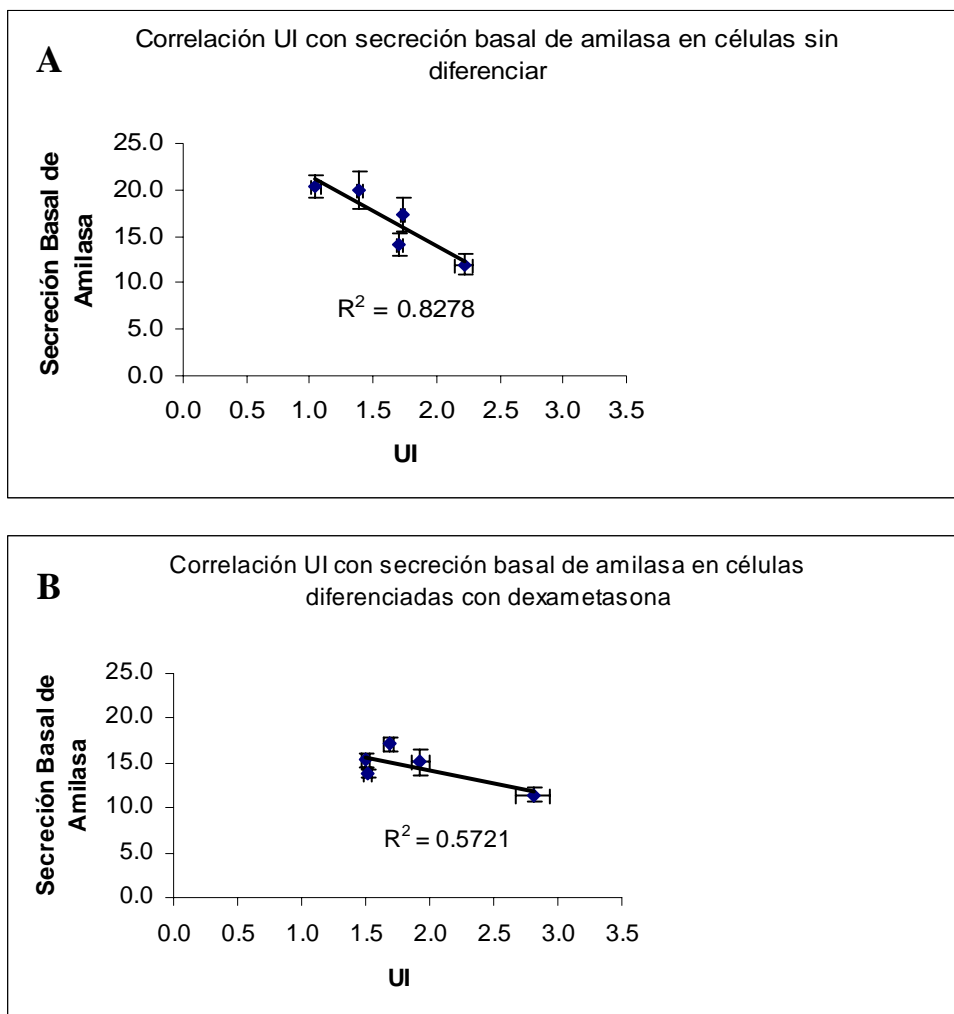 A
Correlación UI con secreción basal de amilasa en células sin
diferenciar
Secreción Basal de
Amilasa
25.0
20.0
15.0
10.0
5.0
0.0
R² = 0.8278
0.0 0.5 1.0 1.5 2.0 2.5 3.0 3.5
UI
B
Correlación UI con secreción basal de amilasa en células
diferenciadas con dexametasona
Secreción Basal de
Amilasa
25.0
20.0
15.0
10.0
5.0
0.0
R² = 0.5721
0.0 0.5 1.0 1.5 2.0 2.5 3.0 3.5
UI